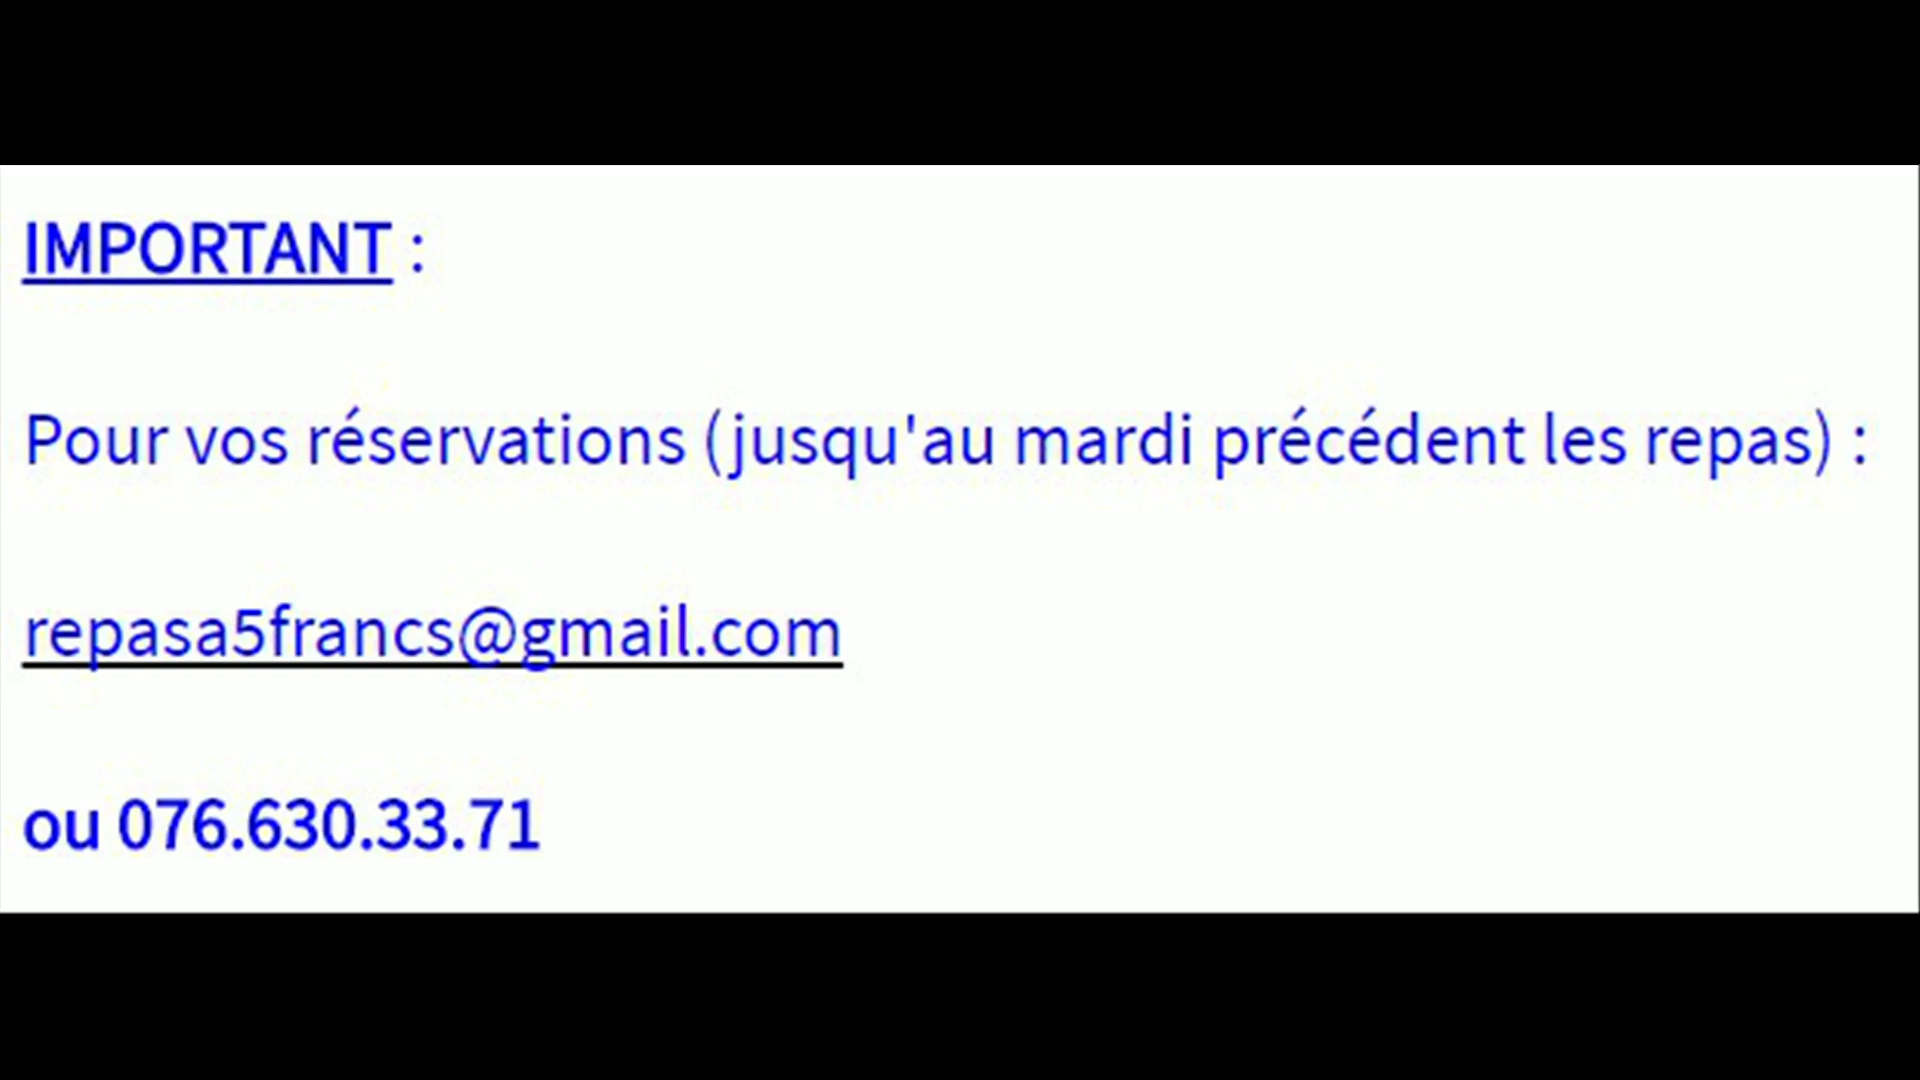 IMPORTANT :
Pour vos réservations (jusqu'au mardi précédent les repas) :
repasa5francs@gmail.com
ou 076.630.33.71